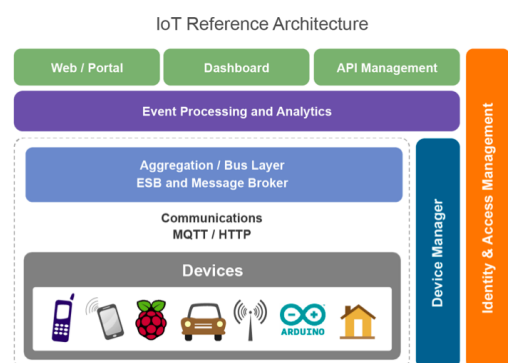 IoT Reference Architecture
Web / Portal
Dashboard
API Management
Event Processing and Analytics
Aggregation / Bus Layer
ESB and Message Broker
Communications
MQTT / HTTP
Devices
ARDUINO
Device Manager
Identity & Access Management